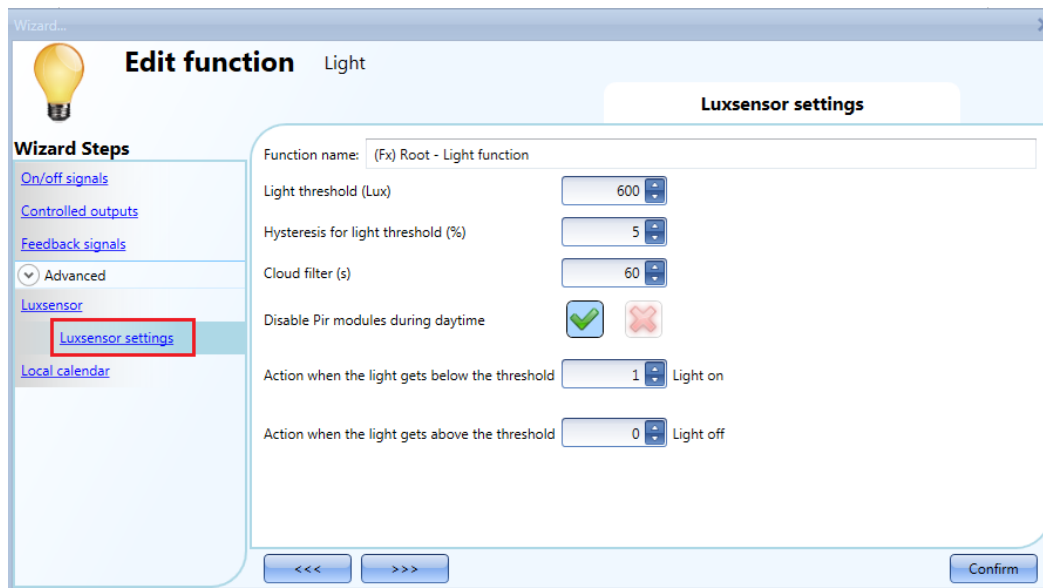 Wizard...
Edit function Light
Luxsensor settings
Wizard Steps
On/off signals
Controlled outputs
Feedback signals
Advanced
Luxsensor
Luxsensor settings
Local calendar
Function name: (Fx) Root - Light function
Light threshold (Lux) 600
Hysteresis for light threshold (%) 5
Cloud filter (s) 60
Disable Pir modules during daytime
Action when the light gets below the threshold 1 Light on
Action when the light gets above the threshold 0 Light off
<<< >>> Confirm